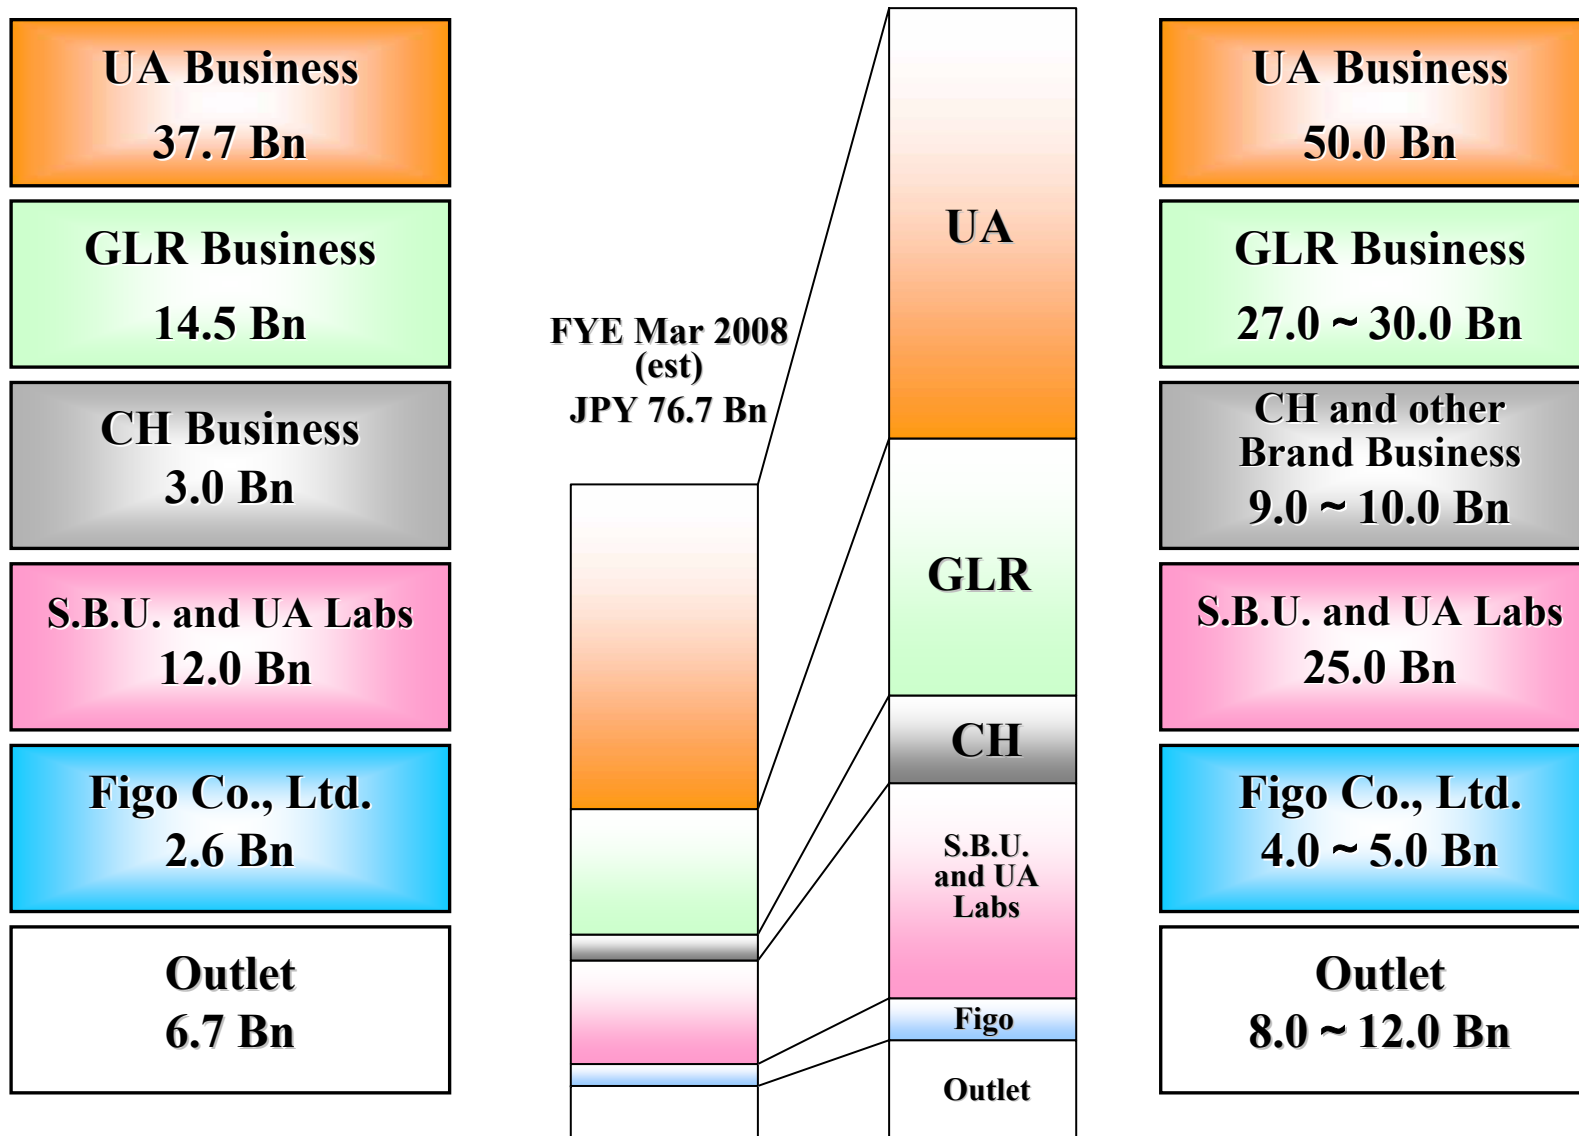 UA Business
37.7 Bn
GLR Business
14.5 Bn
CH Business
3.0 Bn
S.B.U. and UA Labs
12.0 Bn
Figo Co., Ltd.
2.6 Bn
Outlet
6.7 Bn
FYE Mar 2008
(est)
JPY 76.7 Bn
UA
GLR
CH
S.B.U.
and UA
Labs
Figo
Outlet
UA Business
50.0 Bn
GLR Business
27.0 ~ 30.0 Bn
CH and other
Brand Business
9.0 ~ 10.0 Bn
S.B.U. and UA Labs
25.0 Bn
Figo Co., Ltd.
4.0 ~ 5.0 Bn
Outlet
8.0 ~ 12.0 Bn